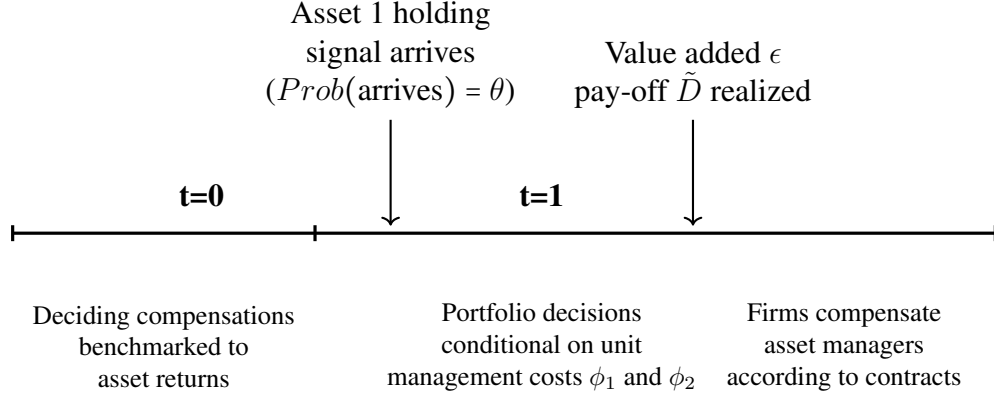 Asset 1 holding
signal arrives
(Prob(arrives) = θ)
Value added ϵ
pay-off D̃ realized
t=0
t=1
Deciding compensations
benchmarked to
asset returns
Portfolio decisions
conditional on unit
management costs ϕ₁ and ϕ₂
Firms compensate
asset managers
according to contracts